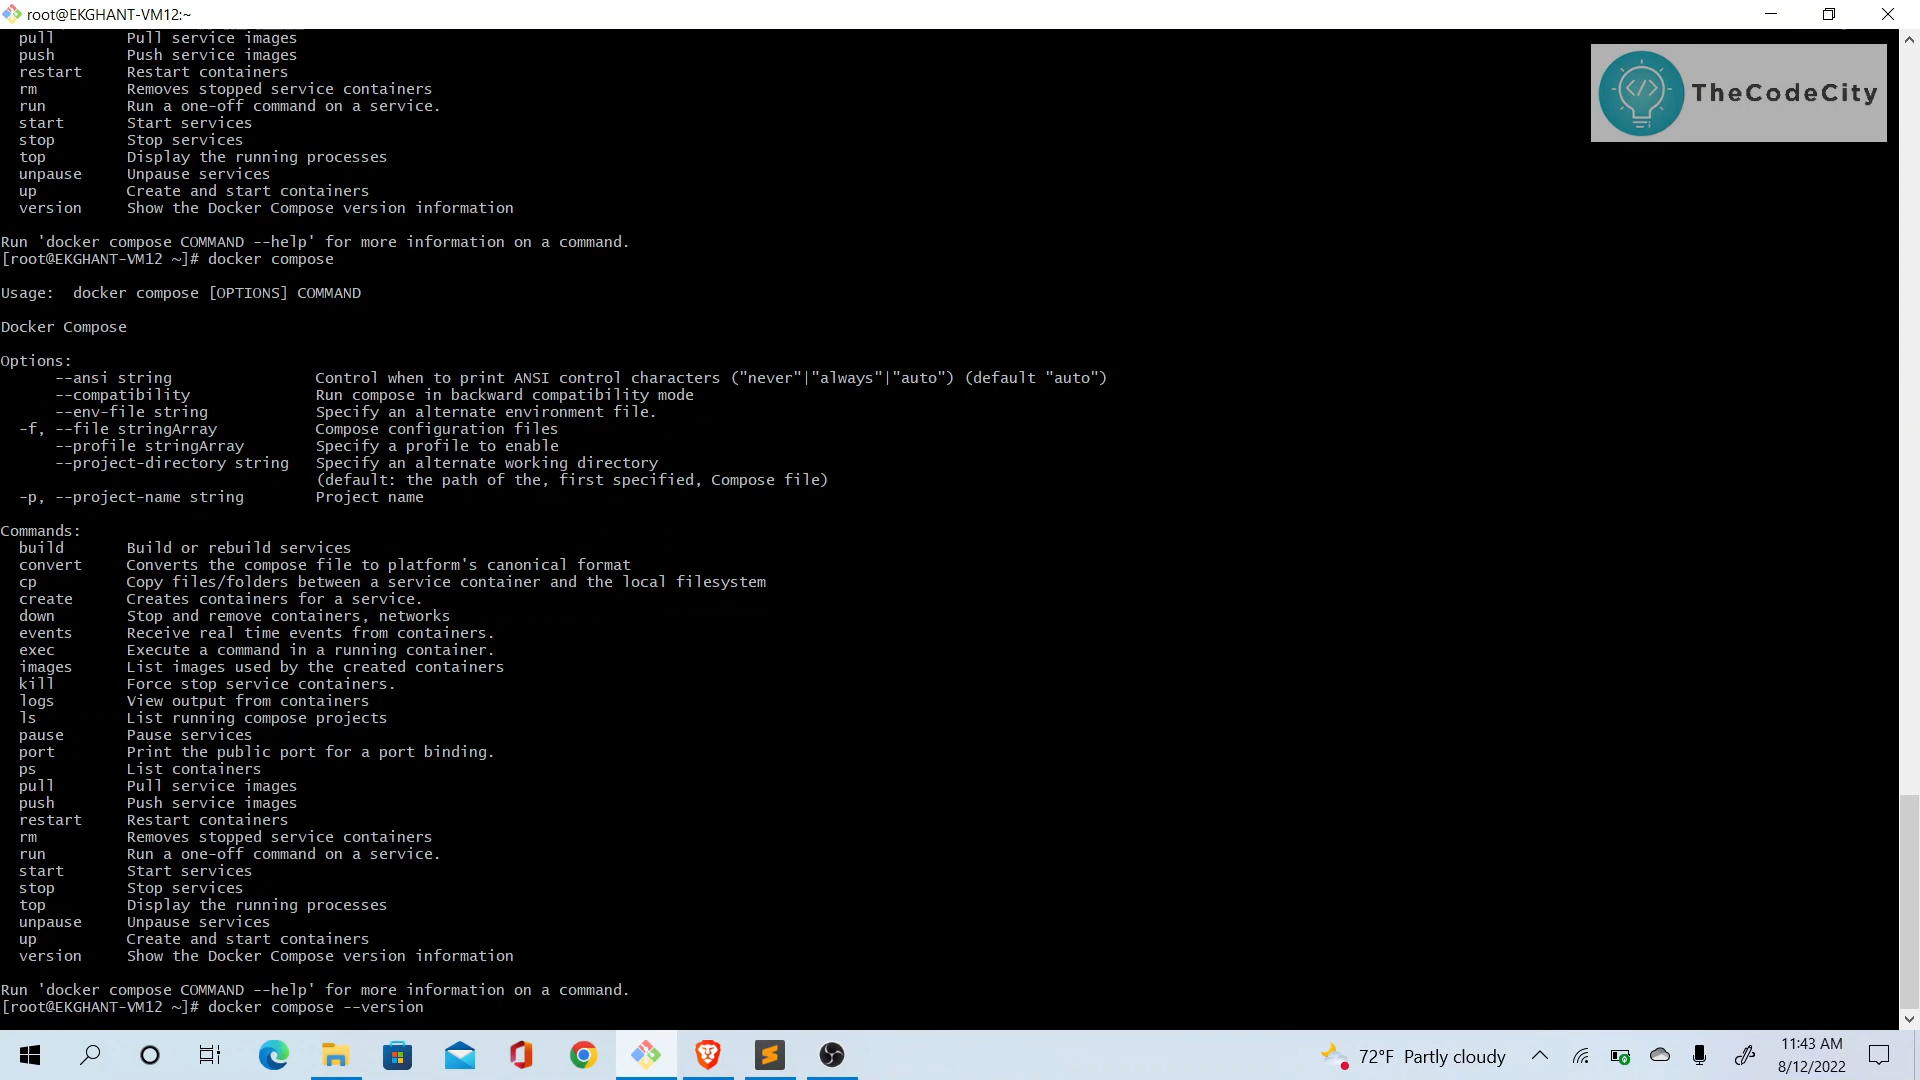 root@EKGHANT-VM12:~
pull Pull service images
push Push service images
restart Restart containers
rm Removes stopped service containers
run Run a one-off command on a service.
start Start services
stop Stop services
top Display the running processes
unpause Unpause services
up Create and start containers
version Show the Docker Compose version information
Run 'docker compose COMMAND --help' for more information on a command.
[root@EKGHANT-VM12 ~]# docker compose
Usage: docker compose [OPTIONS] COMMAND
Docker Compose
Options:
--ansi string Control when to print ANSI control characters ("never"|"always"|"auto") (default "auto")
--compatibility Run compose in backward compatibility mode
--env-file string Specify an alternate environment file.
-f, --file stringArray Compose configuration files
--profile stringArray Specify a profile to enable
--project-directory string Specify an alternate working directory
(default: the path of the, first specified, Compose file)
-p, --project-name string Project name
Commands:
build Build or rebuild services
convert Converts the compose file to platform's canonical format
cp Copy files/folders between a service container and the local filesystem
create Creates containers for a service.
down Stop and remove containers, networks
events Receive real time events from containers.
exec Execute a command in a running container.
images List images used by the created containers
kill Force stop service containers.
logs View output from containers
ls List running compose projects
pause Pause services
port Print the public port for a port binding.
ps List containers
pull Pull service images
push Push service images
restart Restart containers
rm Removes stopped service containers
run Run a one-off command on a service.
start Start services
stop Stop services
top Display the running processes
unpause Unpause services
up Create and start containers
version Show the Docker Compose version information
Run 'docker compose COMMAND --help' for more information on a command.
[root@EKGHANT-VM12 ~]# docker compose --version
</> TheCodeCity
72°F Partly cloudy
11:43 AM
8/12/2022